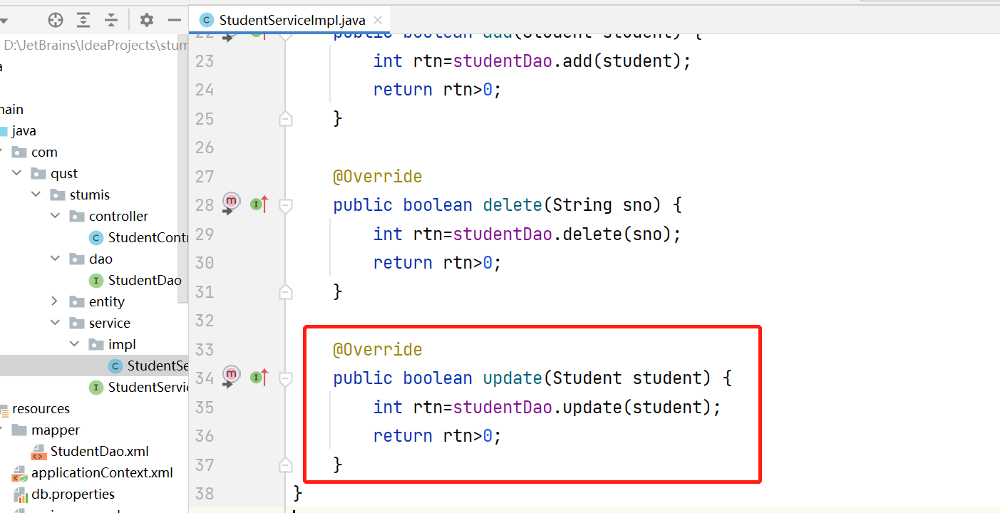 StudentServiceImpl.java
D:\JetBrains\IdeaProjects\stum
a
main
java
com
qust
stumis
controller
StudentContr
dao
StudentDao
entity
service
impl
StudentSe
StudentServic
resources
mapper
StudentDao.xml
applicationContext.xml
db.properties
22 public boolean add(Student student) {
23 int rtn=studentDao.add(student);
24 return rtn>0;
25 }
26
27 @Override
28 public boolean delete(String sno) {
29 int rtn=studentDao.delete(sno);
30 return rtn>0;
31 }
32
33 @Override
34 public boolean update(Student student) {
35 int rtn=studentDao.update(student);
36 return rtn>0;
37 }
38 }